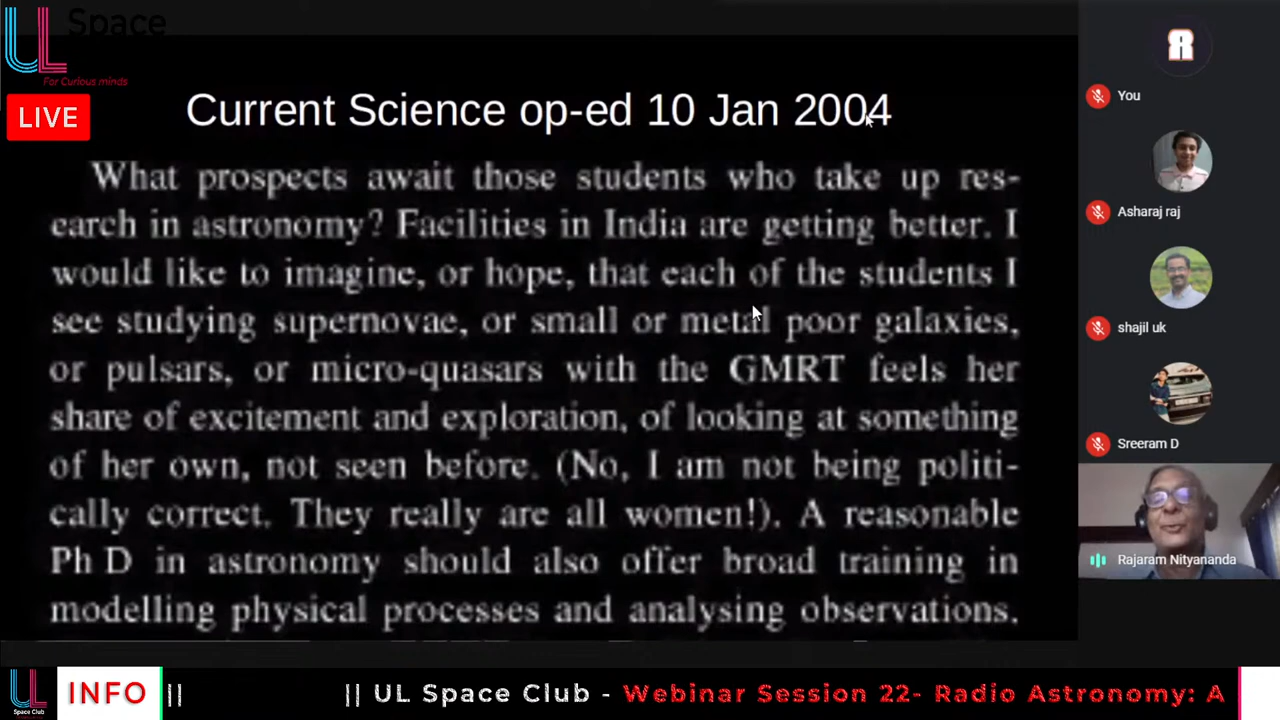 UL Space
For Curious minds
LIVE
Current Science op-ed 10 Jan 2004
What prospects await those students who take up res-
earch in astronomy? Facilities in India are getting better. I
would like to imagine, or hope, that each of the students I
see studying supernovae, or small or metal poor galaxies,
or pulsars, or micro-quasars with the GMRT feels her
share of excitement and exploration, of looking at something
of her own, not seen before. (No, I am not being politi-
cally correct. They really are all women!). A reasonable
Ph D in astronomy should also offer broad training in
modelling physical processes and analysing observations.
R
You
Asharaj raj
shajil uk
Sreeram D
Rajaram Nityananda
UL
Space Club
INFO || || UL Space Club - Webinar Session 22- Radio Astronomy: A